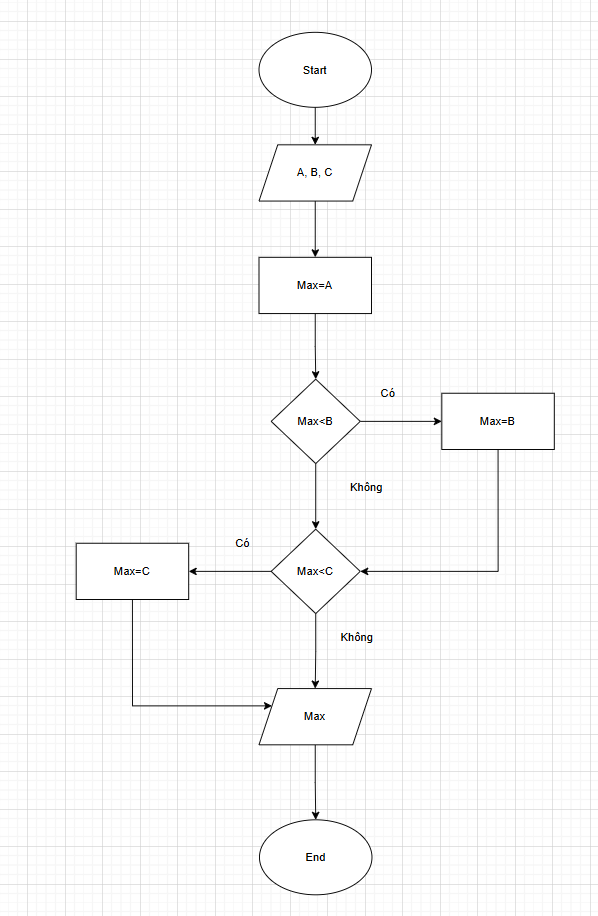 Start
A, B, C
Max=A
Có
Max<B
Max=B
Không
Có
Max=C
Max<C
Không
Max
End